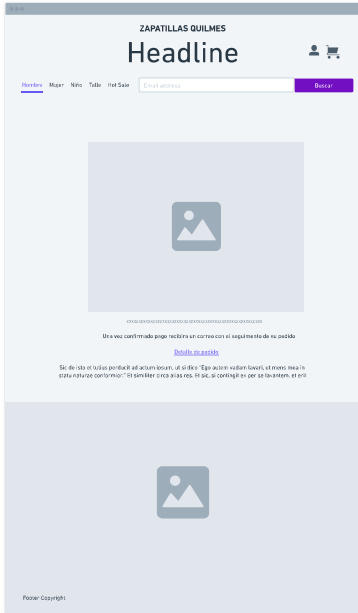 ZAPATILLAS QUILMES
Headline
Hombre Mujer Niño Talle Hot Sale Email address Buscar
Una vez confirmado pago recibira un correo con el seguimento de su pedido
Detalle de pedido
Sic de isto et tutius perducit ad actum ipsum, ut si dico "Ego autem vadam lavari, ut mens mea in
statu naturae conformior." Et similiter circa alias res. Et sic, si contingit ex per se lavantem, et erit
Footer Copyright